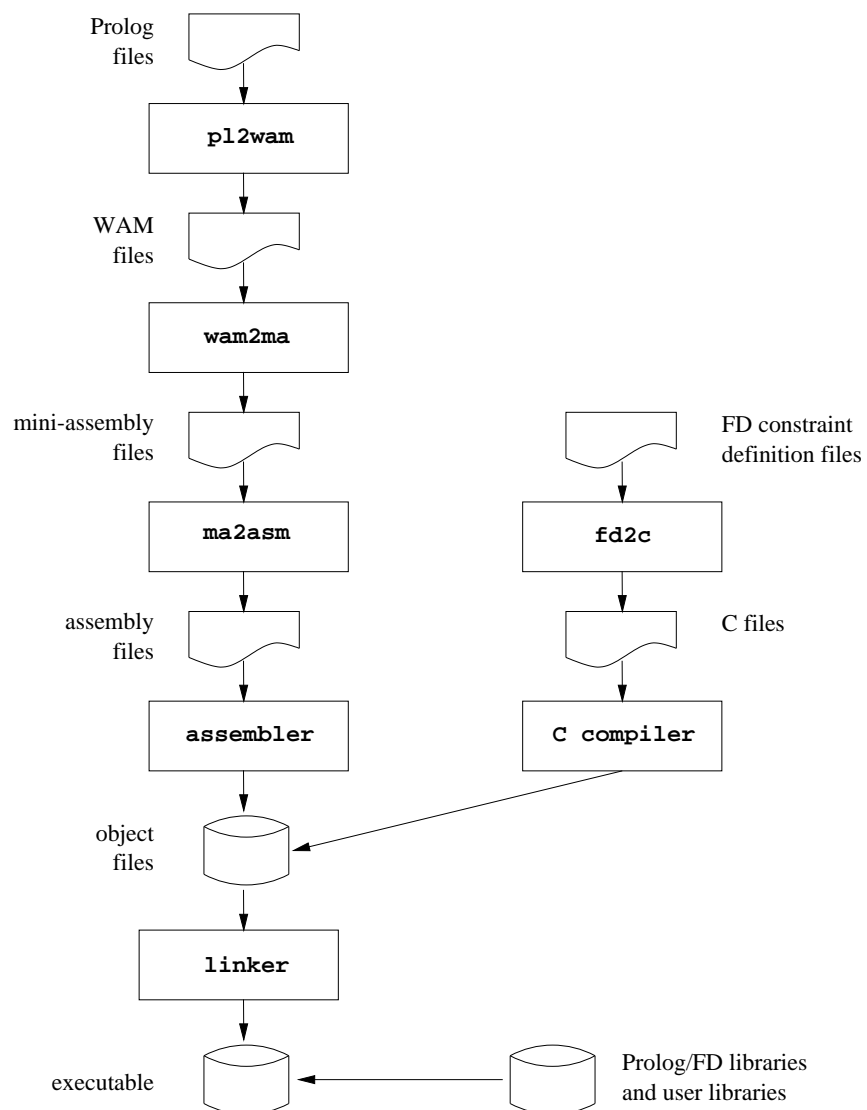 Prolog
files
pl2wam
WAM
files
wam2ma
mini-assembly
files
FD constraint
definition files
ma2asm
fd2c
assembly
files
C files
assembler
C compiler
object
files
linker
executable
Prolog/FD libraries
and user libraries